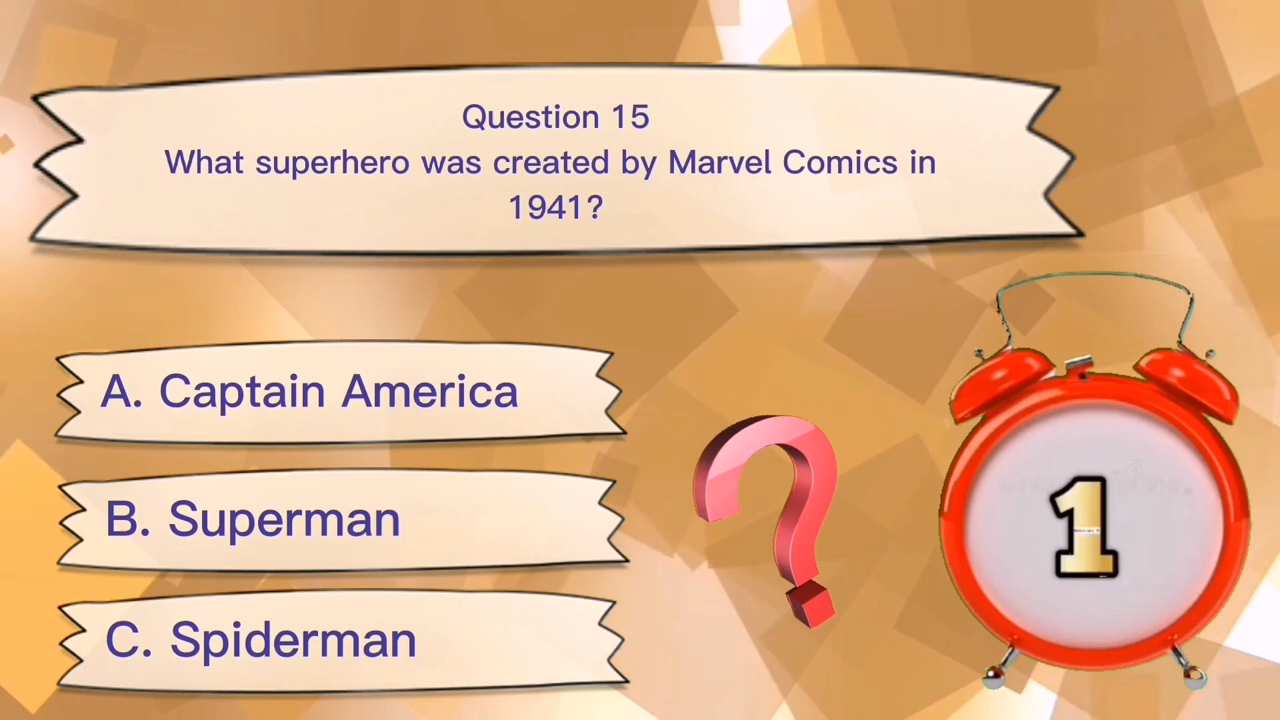 Question 15
What superhero was created by Marvel Comics in
1941?
A. Captain America
B. Superman
C. Spiderman
1